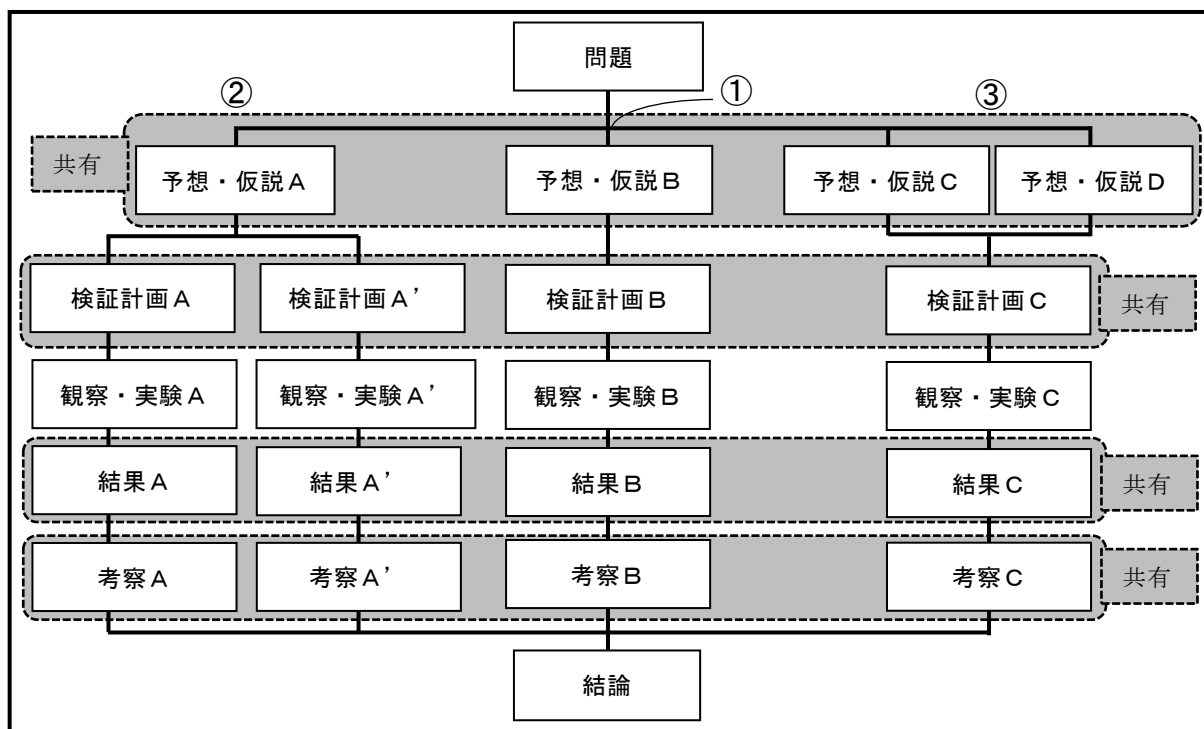 問題
② ① ③
共有
予想・仮説A 予想・仮説B 予想・仮説C 予想・仮説D
検証計画A 検証計画A’ 検証計画B 検証計画C 共有
観察・実験A 観察・実験A’ 観察・実験B 観察・実験C
結果A 結果A’ 結果B 結果C 共有
考察A 考察A’ 考察B 考察C 共有
結論